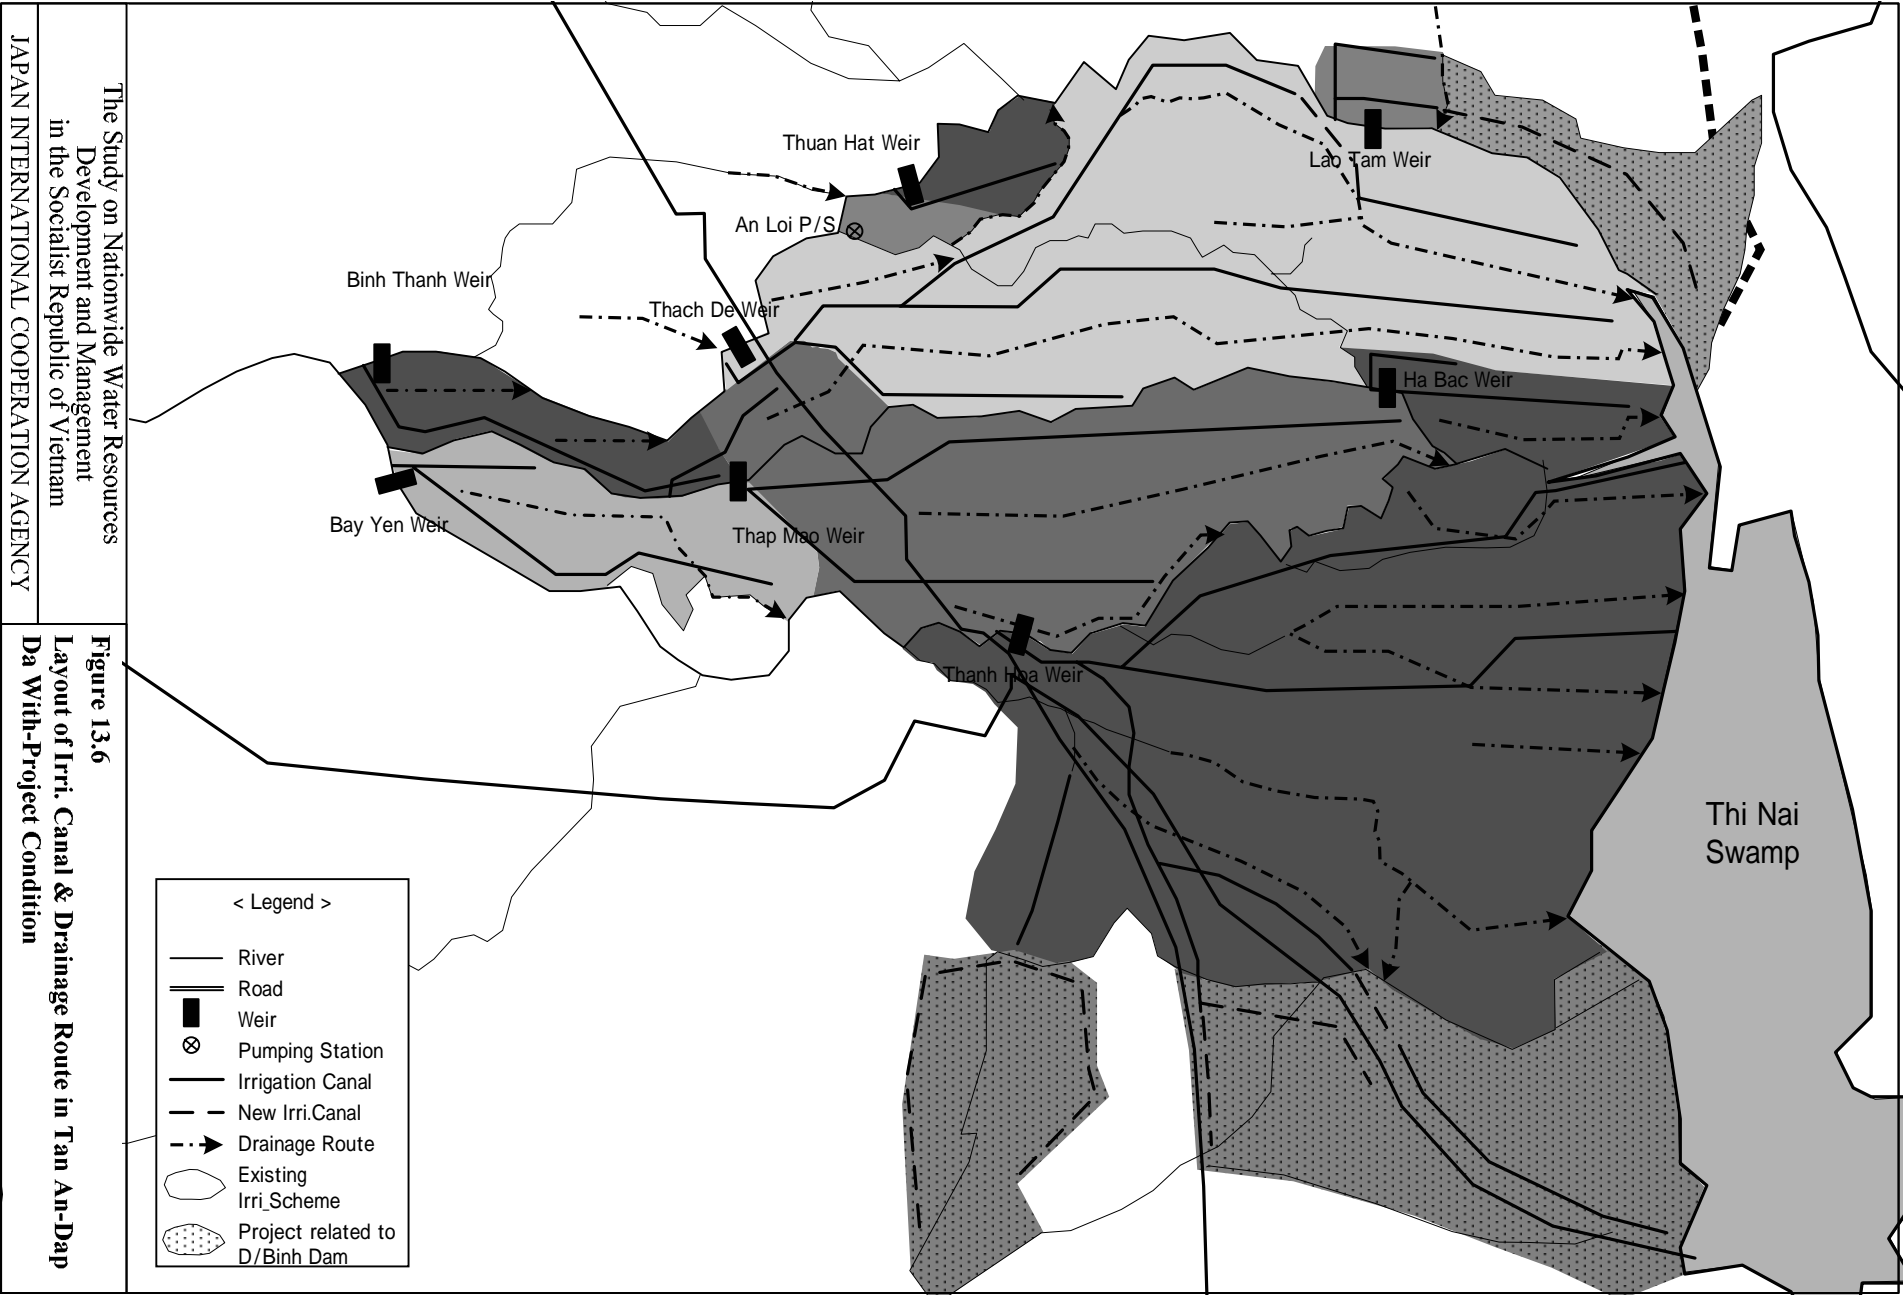 The Study on Nationwide Water Resources
Development and Management
in the Socialist Republic of Vietnam
JAPAN INTERNATIONAL COOPERATION AGENCY
Figure 13.6
Layout of Irri. Canal & Drainage Route in Tan An-Dap
Da With-Project Condition
Thuan Hat Weir
Lao Tam Weir
An Loi P/S
Binh Thanh Weir
Thach De Weir
Ha Bac Weir
Bay Yen Weir
Thap Mao Weir
Thanh Hoa Weir
Thi Nai
Swamp
< Legend >
River
Road
Weir
Pumping Station
Irrigation Canal
New Irri.Canal
Drainage Route
Existing
Irri_Scheme
Project related to
D/Binh Dam